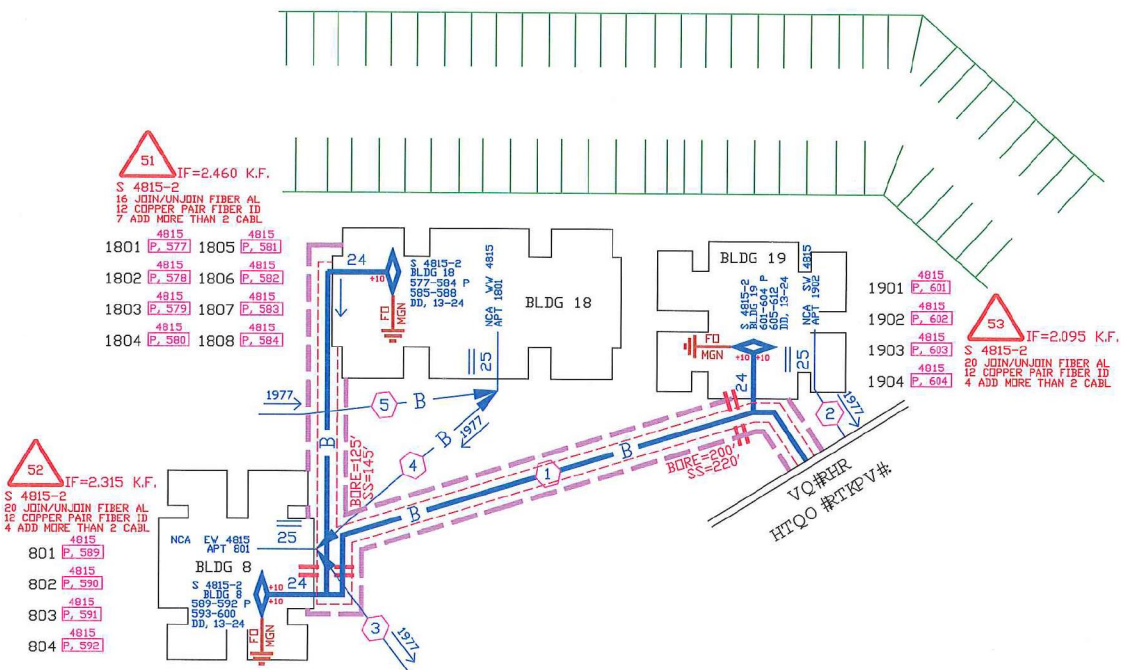 51
IF=2.460 K.F.
S 4815-2
16 JOIN/UNJOIN FIBER AL
12 COPPER PAIR FIBER ID
7 ADD MORE THAN 2 CABL
4815
4815
1801 P, 577 1805 P, 581
4815
4815
1802 P, 578 1806 P, 582
4815
4815
1803 P, 579 1807 P, 583
4815
4815
1804 P, 580 1808 P, 584
24
+10
FO
MGN
S 4815-2
BLDG 18
577-584 P
585-588
DD, 13-24
NCA WW 4815
APT 1801
25
BLDG 18
BLDG 19
S 4815-2
BLDG 19
601-604 P
605-612
DD, 13-24
NCA SW 4815
APT 1902
FO
MGN
+10
+10
24
25
4815
1901 P, 601
4815
1902 P, 602
4815
1903 P, 603
4815
1904 P, 604
53
IF=2.095 K.F.
S 4815-2
20 JOIN/UNJOIN FIBER AL
12 COPPER PAIR FIBER ID
4 ADD MORE THAN 2 CABL
1977
5
B
1977
2
1977
B
B
4
BORE=125'
SS=145'
1
B
B
BORE=200'
SS=220'
VQ#RHR
HTQO #RTKPV#:
52
IF=2.315 K.F.
S 4815-2
20 JOIN/UNJOIN FIBER AL
12 COPPER PAIR FIBER ID
4 ADD MORE THAN 2 CABL
4815
801 P, 589
4815
802 P, 590
4815
803 P, 591
4815
804 P, 592
25
NCA EW 4815
APT 801
BLDG 8
S 4815-2
BLDG 8
589-592 P
593-600
DD, 13-24
+10
+10
24
FO
MGN
3
1977